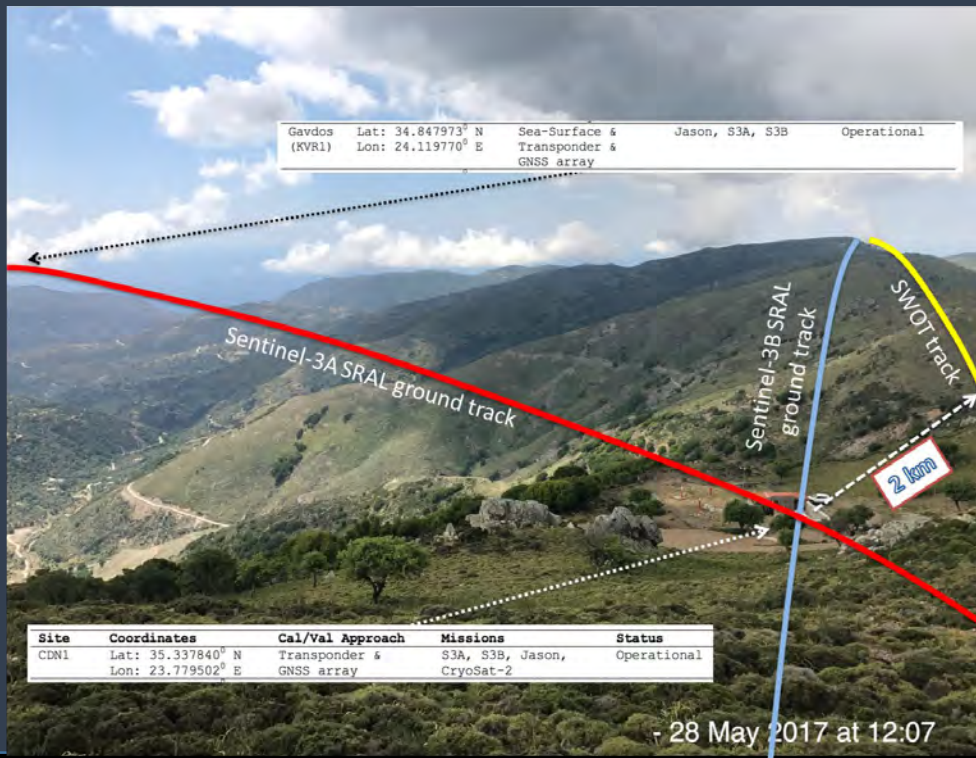 Gavdos Lat: 34.847973⁰ N Sea-Surface & Jason, S3A, S3B Operational
(KVR1) Lon: 24.119770⁰ E Transponder &
GNSS array
Sentinel-3A SRAL ground track
Sentinel-3B SRAL
ground track
SWOT track
2 km
Site Coordinates Cal/Val Approach Missions Status
CDN1 Lat: 35.337840⁰ N Transponder & S3A, S3B, Jason, Operational
Lon: 23.779502⁰ E GNSS array CryoSat-2
- 28 May 2017 at 12:07